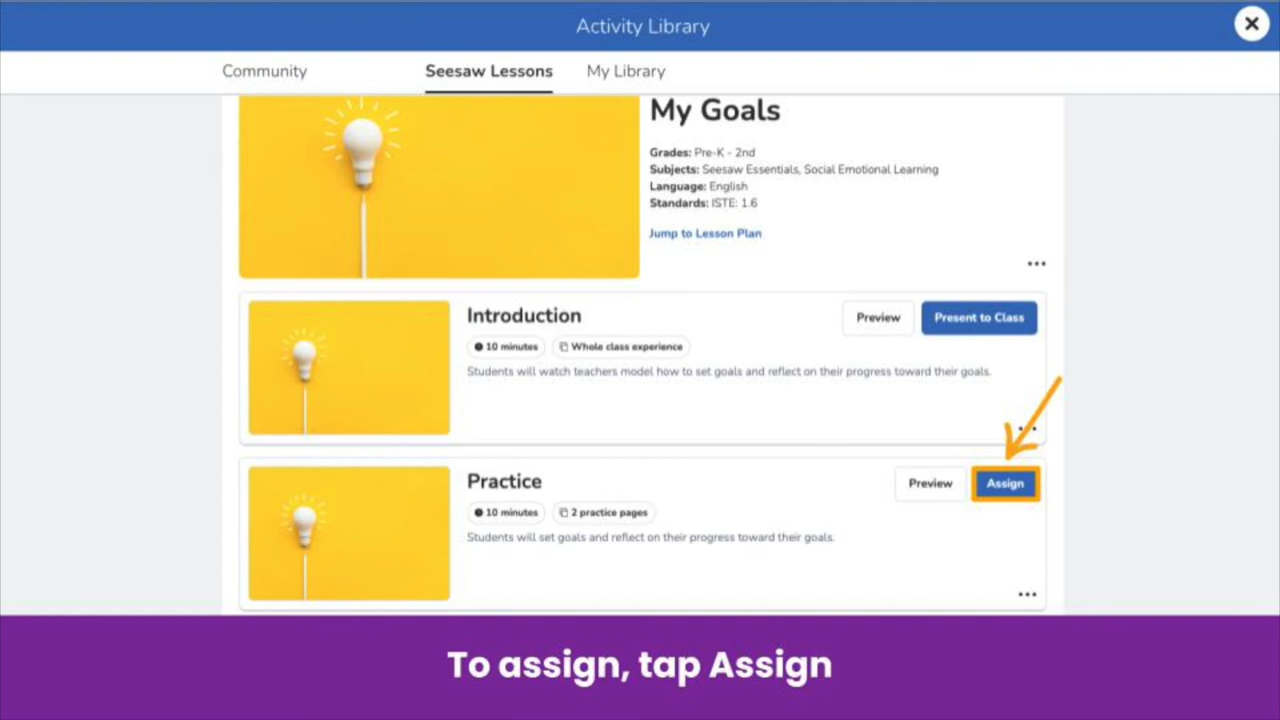 Activity Library
Community
Seesaw Lessons
My Library
My Goals
Grades: Pre-K - 2nd
Subjects: Seesaw Essentials, Social Emotional Learning
Language: English
Standards: ISTE: 1.6
Jump to Lesson Plan
Introduction
Preview
Present to Class
10 minutes
Whole class experience
Students will watch teachers model how to set goals and reflect on their progress toward their goals.
Practice
Preview
Assign
10 minutes
2 practice pages
Students will set goals and reflect on their progress toward their goals.
To assign, tap Assign